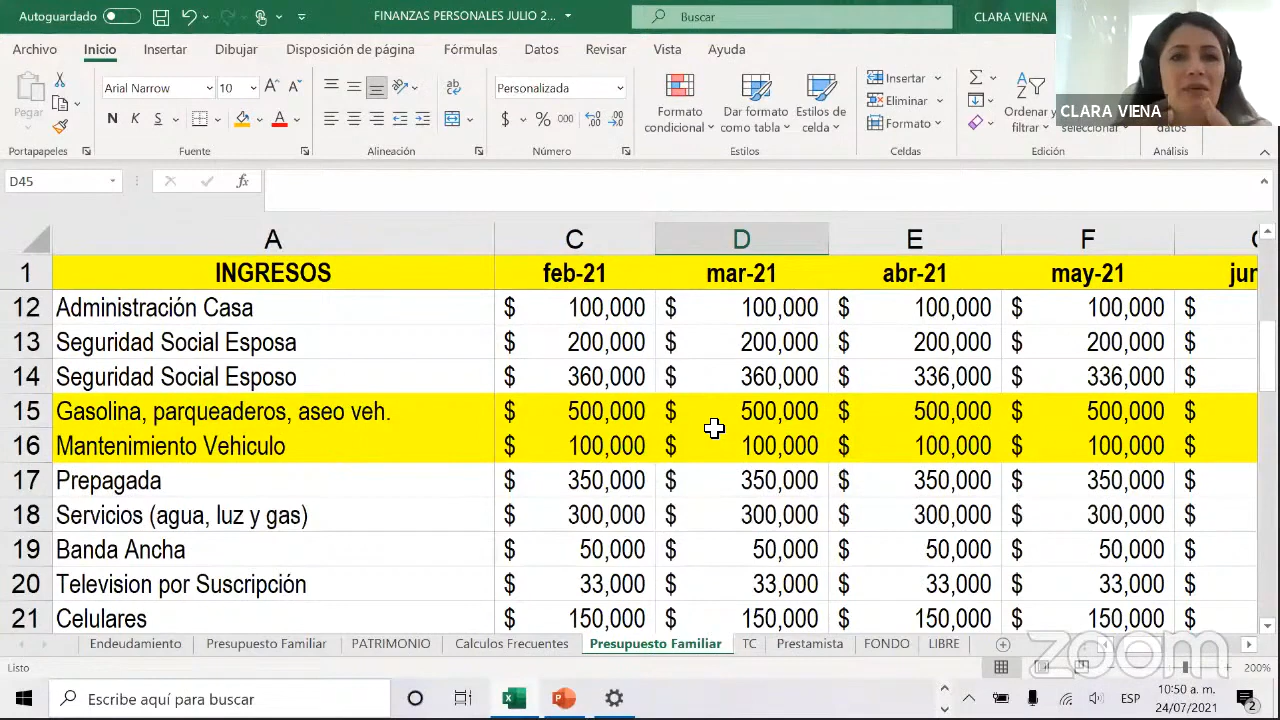 Autoguardado
FINANZAS PERSONALES JULIO 2...
Buscar
CLARA VIENA
Archivo Inicio Insertar Dibujar Disposición de página Fórmulas Datos Revisar Vista Ayuda
Pegar
Arial Narrow 10
N K S
Personalizada
$ % 000
Formato condicional
Dar formato como tabla
Estilos de celda
Insertar
Eliminar
Formato
Ordenar y filtrar
seleccionar
datos
CLARA VIENA
Portapapeles Fuente Alineación Número Estilos Celdas Edición Análisis
D45
fx
A C D E F
1 INGRESOS feb-21 mar-21 abr-21 may-21 jun
12 Administración Casa $ 100,000 $ 100,000 $ 100,000 $ 100,000 $
13 Seguridad Social Esposa $ 200,000 $ 200,000 $ 200,000 $ 200,000 $
14 Seguridad Social Esposo $ 360,000 $ 360,000 $ 336,000 $ 336,000 $
15 Gasolina, parqueaderos, aseo veh. $ 500,000 $ 500,000 $ 500,000 $ 500,000 $
16 Mantenimiento Vehiculo $ 100,000 $ 100,000 $ 100,000 $ 100,000 $
17 Prepagada $ 350,000 $ 350,000 $ 350,000 $ 350,000 $
18 Servicios (agua, luz y gas) $ 300,000 $ 300,000 $ 300,000 $ 300,000 $
19 Banda Ancha $ 50,000 $ 50,000 $ 50,000 $ 50,000 $
20 Television por Suscripción $ 33,000 $ 33,000 $ 33,000 $ 33,000 $
21 Celulares $ 150,000 $ 150,000 $ 150,000 $ 150,000 $
Endeudamiento Presupuesto Familiar PATRIMONIO Calculos Frecuentes Presupuesto Familiar TC Prestamista FONDO LIBRE
zoom
Listo
200%
Escribe aquí para buscar
ESP
10:50 a. m.
24/07/2021
2